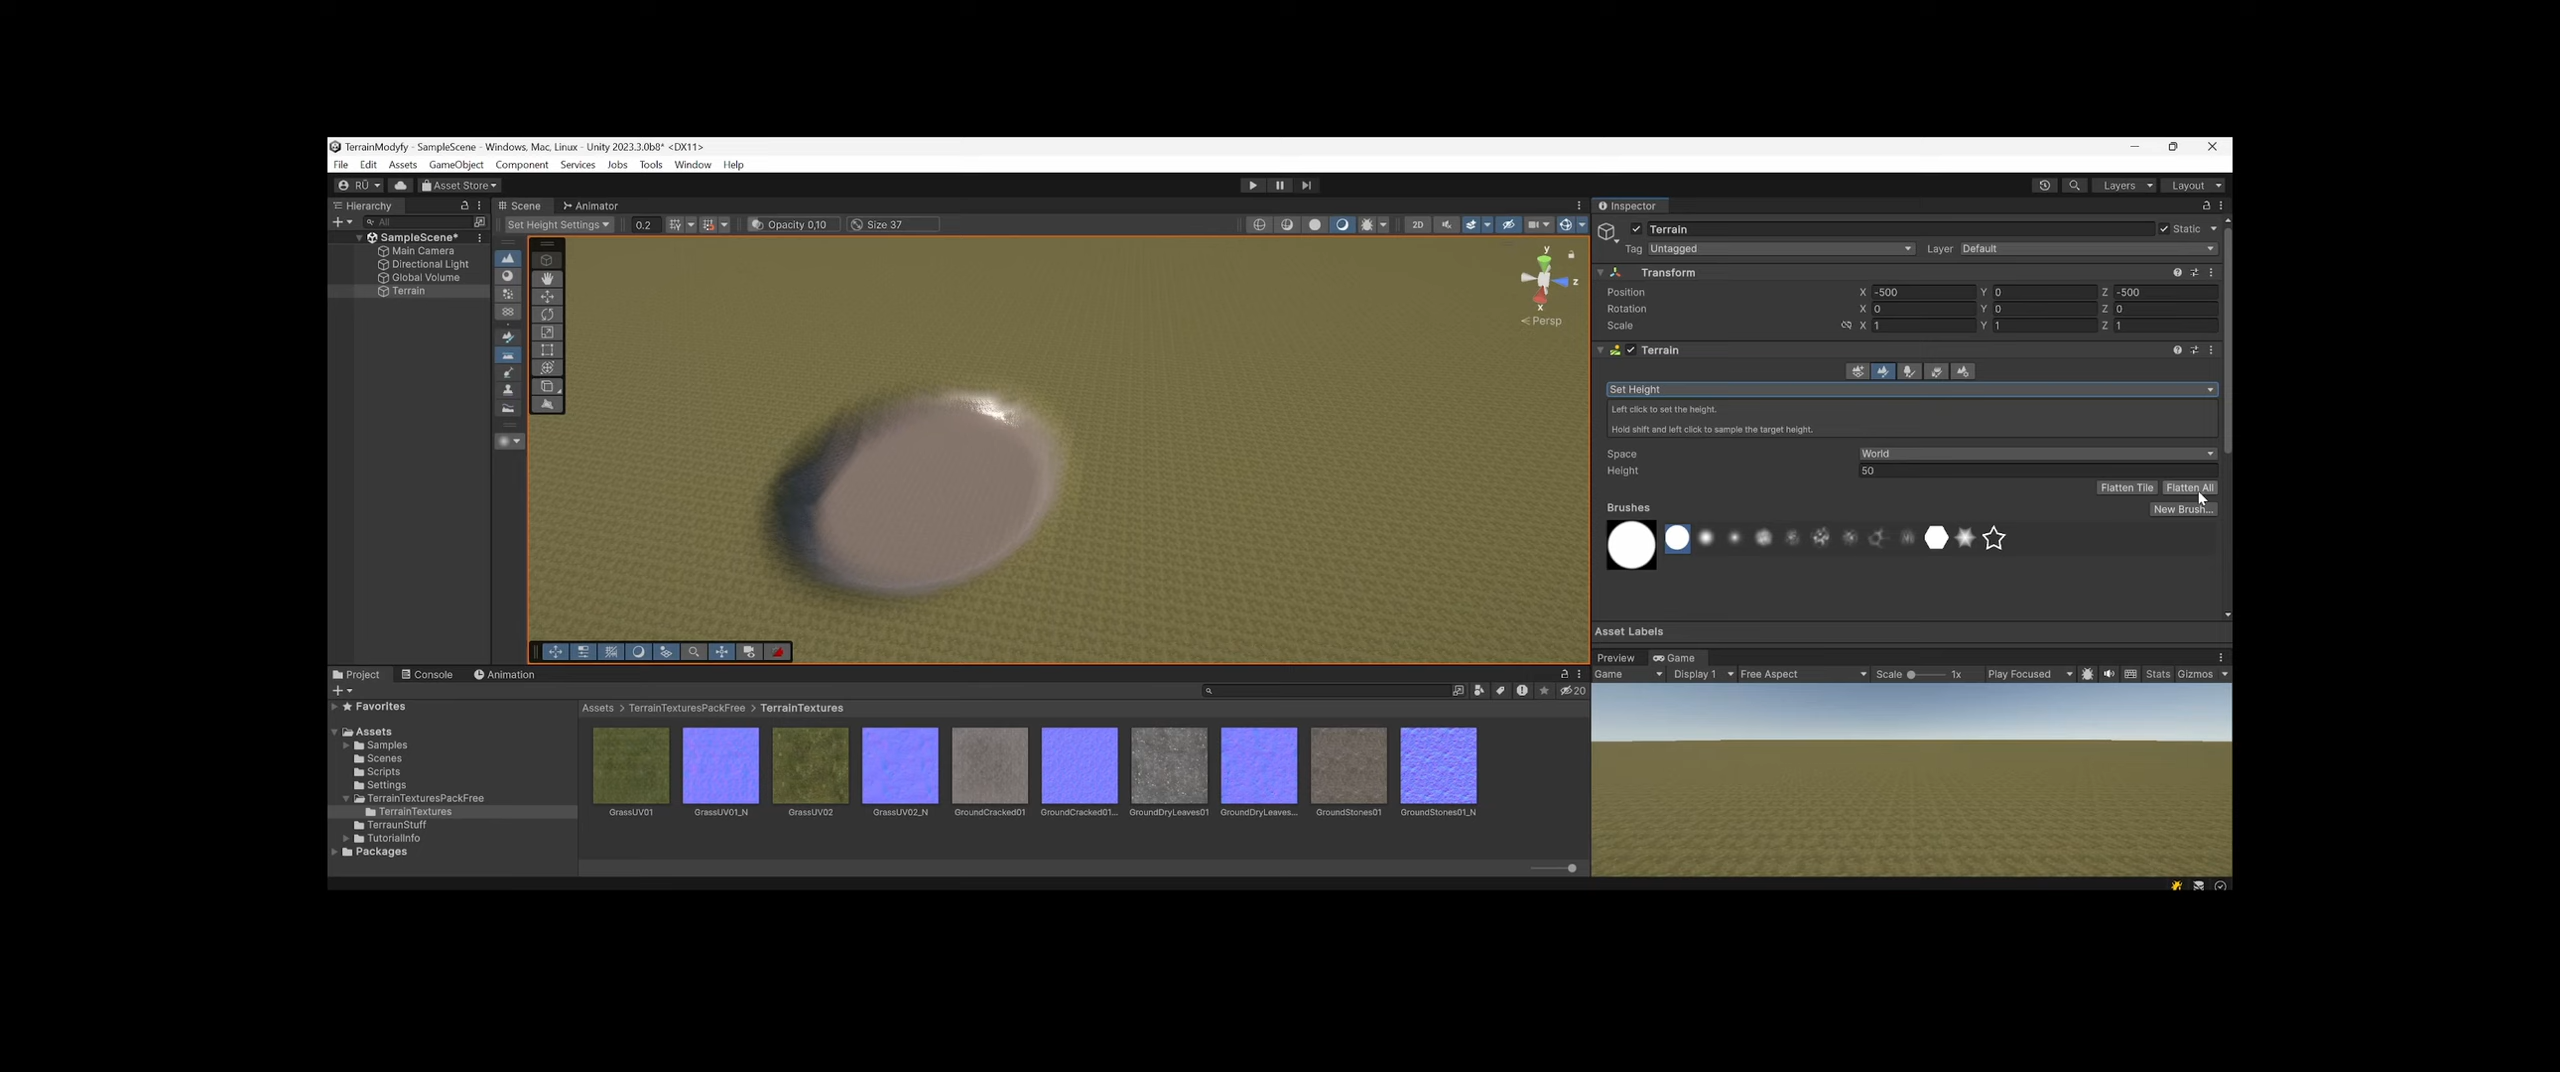 TerrainModyfy - SampleScene - Windows, Mac, Linux - Unity 2023.3.0b8* <DX11>
File Edit Assets GameObject Component Services Jobs Tools Window Help
RÜ Asset Store Layers Layout
Hierarchy
All
SampleScene*
Main Camera
Directional Light
Global Volume
Terrain
Scene Animator
Set Height Settings 0.2 Opacity 0,10 Size 37 2D
y
z
x
Persp
Inspector
Terrain Static
Tag Untagged Layer Default
Transform
Position X -500 Y 0 Z -500
Rotation X 0 Y 0 Z 0
Scale X 1 Y 1 Z 1
Terrain
Set Height
Left click to set the height.
Hold shift and left click to sample the target height.
Space World
Height 50
Flatten Tile Flatten All
Brushes New Brush...
Asset Labels
Preview Game
Game Display 1 Free Aspect Scale 1x Play Focused Stats Gizmos
Project Console Animation
20
Favorites
Assets
Samples
Scenes
Scripts
Settings
TerrainTexturesPackFree
TerrainTextures
TerraunStuff
TutorialInfo
Packages
Assets > TerrainTexturesPackFree > TerrainTextures
GrassUV01 GrassUV01_N GrassUV02 GrassUV02_N GroundCracked01 GroundCracked01... GroundDryLeaves01 GroundDryLeaves... GroundStones01 GroundStones01_N